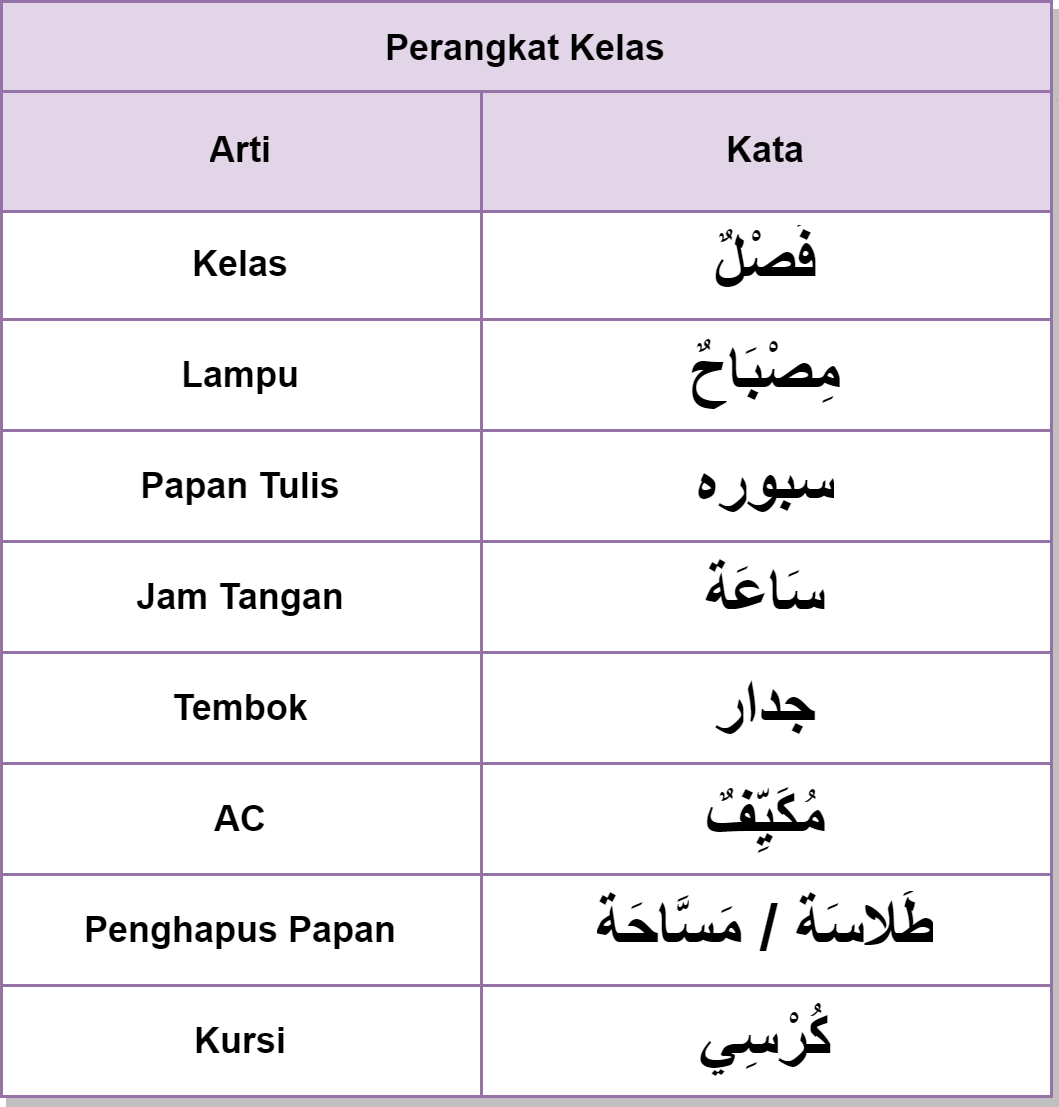 Perangkat Kelas
Arti Kata
Kelas فَصْلٌ
Lampu مِصْبَاحٌ
Papan Tulis سبوره
Jam Tangan سَاعَة
Tembok جدار
AC مُكَيِّفٌ
Penghapus Papan طَلاسَة / مَسَّاحَة
Kursi كُرْسِي